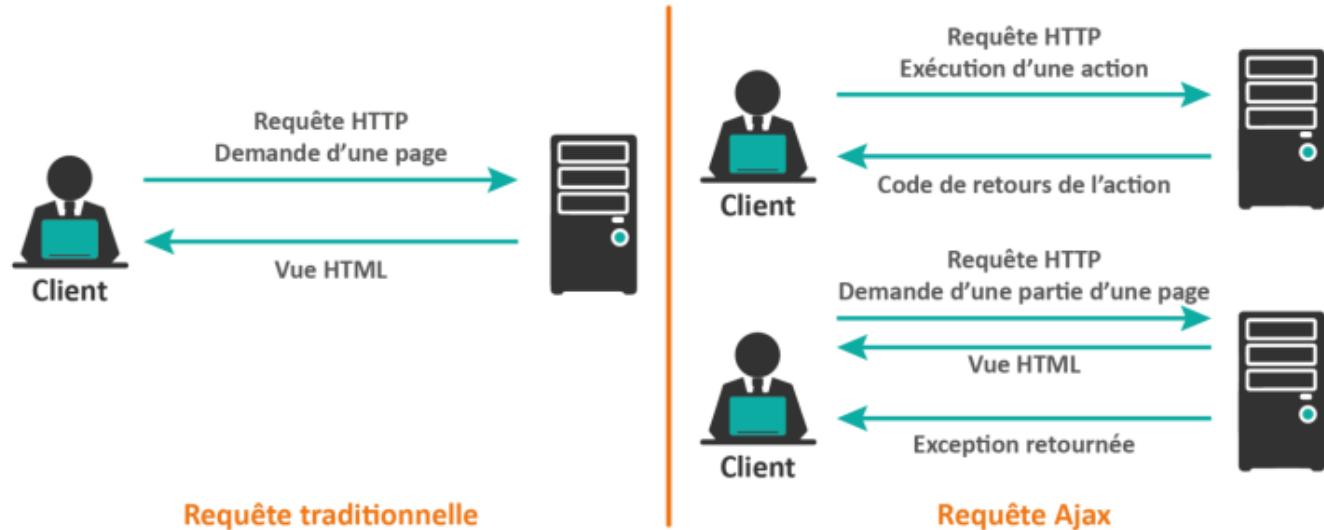 Requête HTTP
Demande d'une page
Vue HTML
Client
Requête traditionnelle
Requête HTTP
Exécution d'une action
Code de retours de l'action
Client
Requête HTTP
Demande d'une partie d'une page
Vue HTML
Exception retournée
Client
Requête Ajax